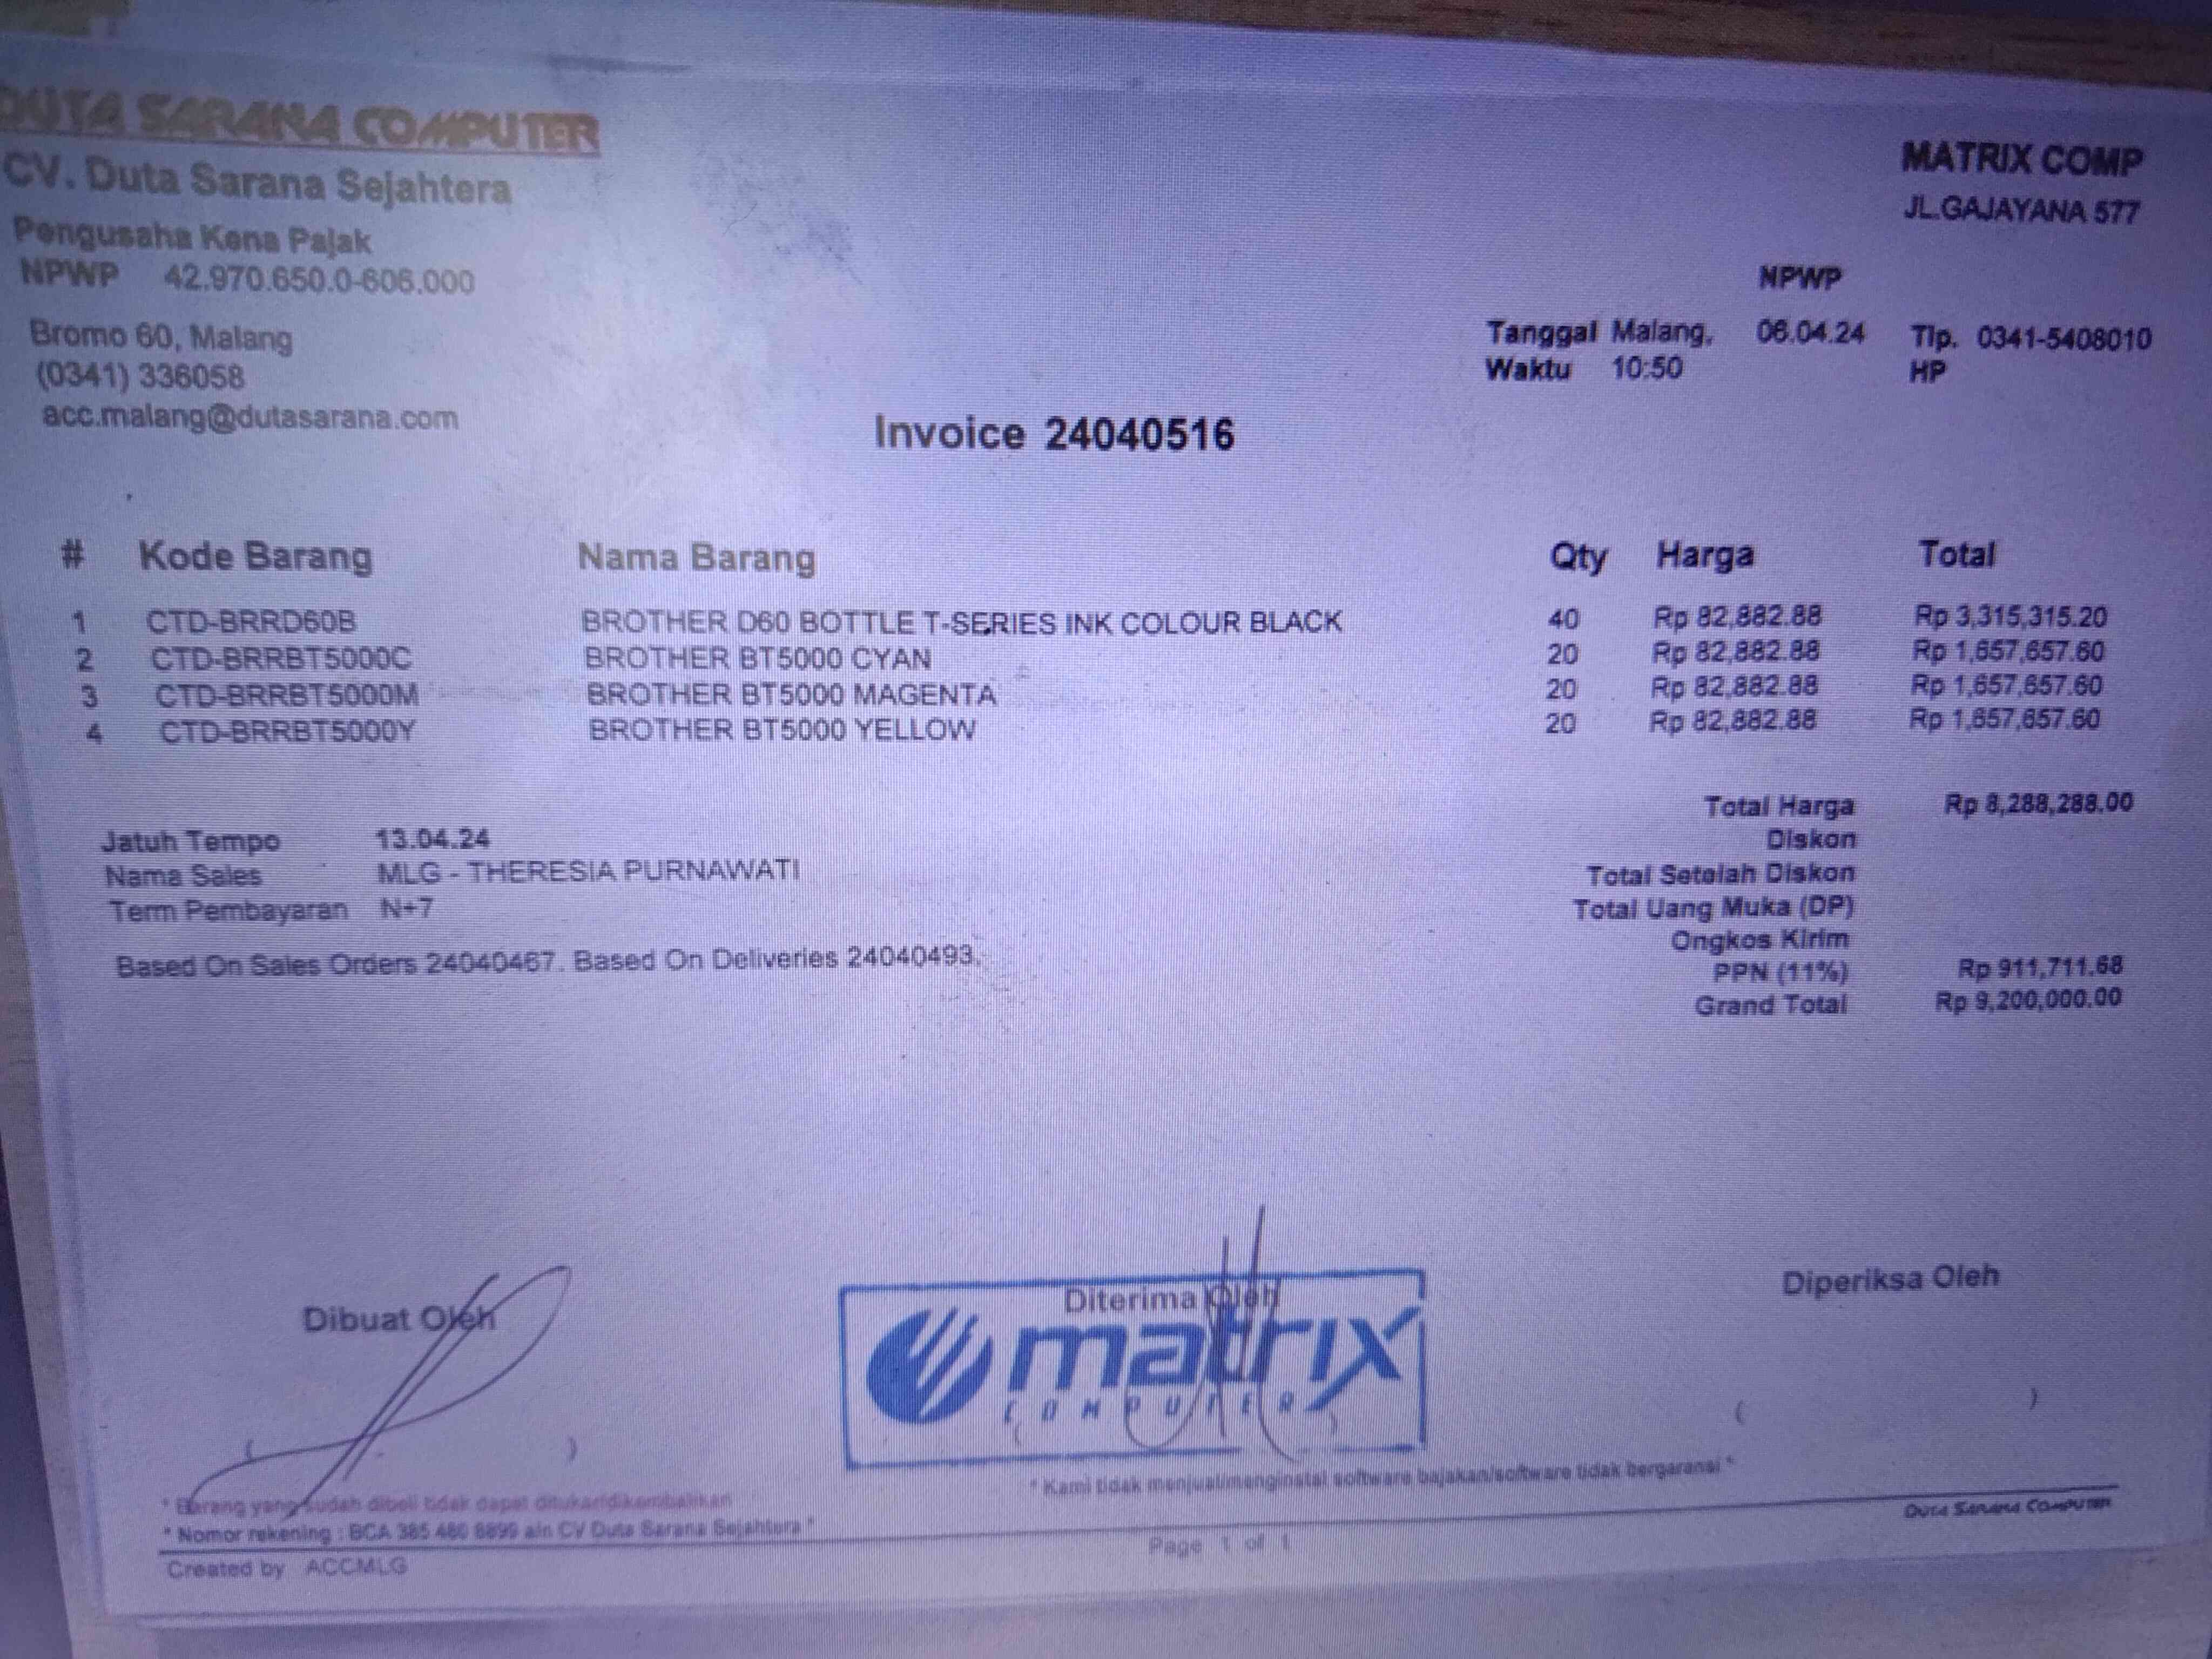 DUTA SARANA COMPUTER
CV. Duta Sarana Sejahtera
Pengusaha Kena Pajak
NPWP 42.970.650.0-606.000
Bromo 60, Malang
(0341) 336058
acc.malang@dutasarana.com
MATRIX COMP
JL.GAJAYANA 577
NPWP
Tanggal Malang, 06.04.24 Tlp. 0341-5408010
Waktu 10:50 HP
Invoice 24040516
# Kode Barang Nama Barang Qty Harga Total
1 CTD-BRRD60B BROTHER D60 BOTTLE T-SERIES INK COLOUR BLACK 40 Rp 82,882.88 Rp 3,315,315.20
2 CTD-BRRBT5000C BROTHER BT5000 CYAN 20 Rp 82,882.88 Rp 1,657,657.60
3 CTD-BRRBT5000M BROTHER BT5000 MAGENTA 20 Rp 82,882.88 Rp 1,657,657.60
4 CTD-BRRBT5000Y BROTHER BT5000 YELLOW 20 Rp 82,882.88 Rp 1,657,657.60
Total Harga Rp 8,288,288.00
Diskon
Total Setelah Diskon
Total Uang Muka (DP)
Ongkos Kirim
PPN (11%) Rp 911,711.68
Grand Total Rp 9,200,000.00
Jatuh Tempo 13.04.24
Nama Sales MLG - THERESIA PURNAWATI
Term Pembayaran N+7
Based On Sales Orders 24040467. Based On Deliveries 24040493.
Dibuat Oleh
Diterima Oleh
Diperiksa Oleh
matrix
COMPUTER
( )
( )
( )
* Barang yang sudah dibeli tidak dapat ditukar/dikembalikan
* Kami tidak menjual/menginstal software bajakan/software tidak bergaransi *
* Nomor rekening : BCA 385 480 8899 a/n CV Duta Sarana Sejahtera *
DUTA SARANA COMPUTER
Created by ACCMLG
Page 1 of 1